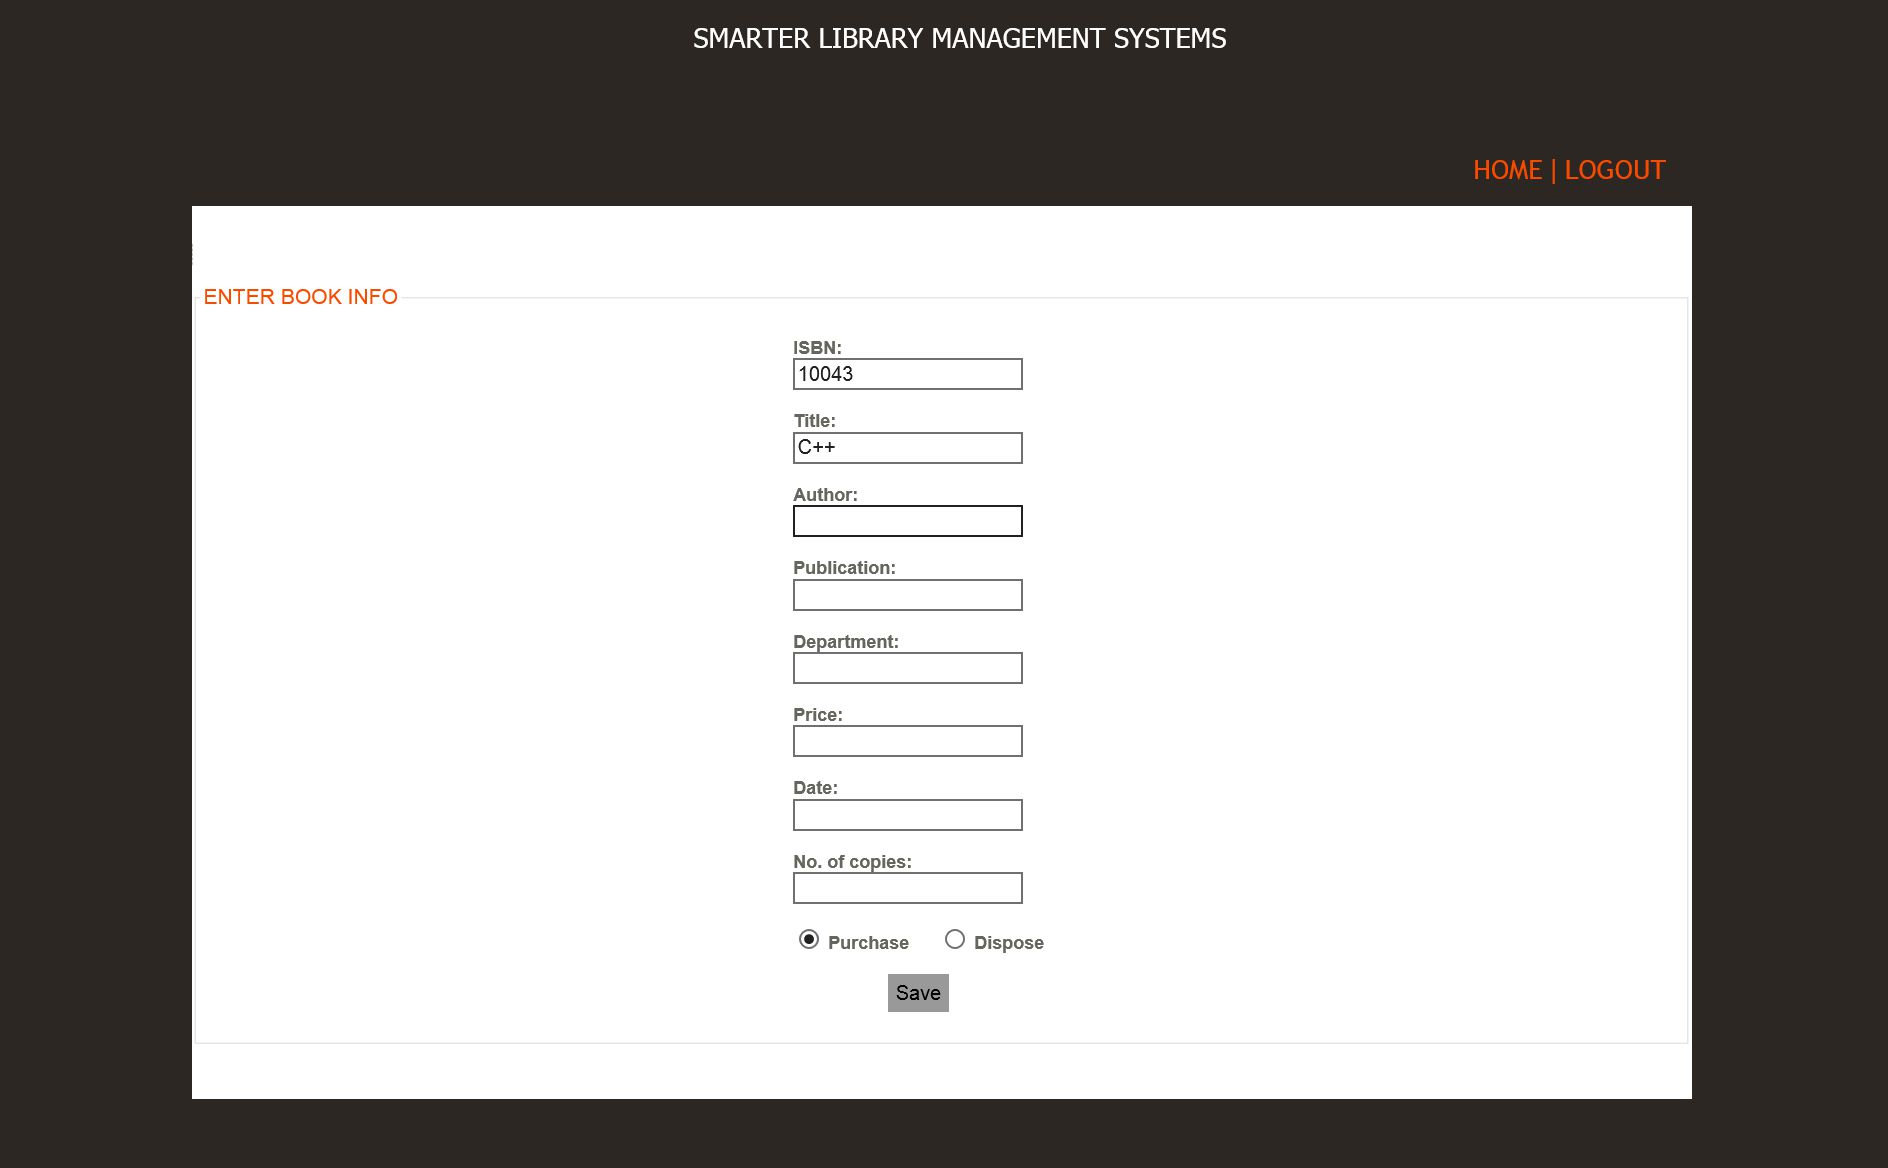 SMARTER LIBRARY MANAGEMENT SYSTEMS
HOME | LOGOUT
ENTER BOOK INFO
ISBN:
10043
Title:
C++
Author:
Publication:
Department:
Price:
Date:
No. of copies:
Purchase Dispose
Save